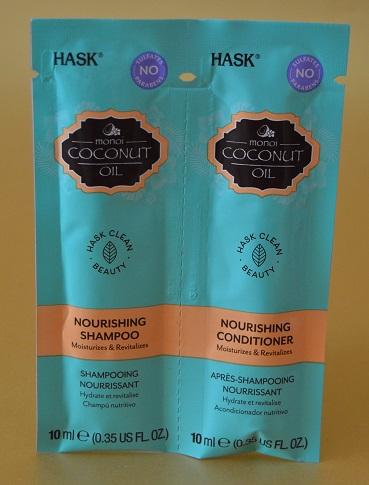 HASK®
SULFATES
NO
PARABENS
monoi
COCONUT
OIL
HASK CLEAN
BEAUTY
NOURISHING
SHAMPOO
Moisturizes & Revitalizes
SHAMPOOING
NOURRISSANT
Hydrate et revitalise
Champú nutritivo
10 ml ℮ (0.35 US FL. OZ.)
HASK®
SULFATES
NO
PARABENS
monoi
COCONUT
OIL
HASK CLEAN
BEAUTY
NOURISHING
CONDITIONER
Moisturizes & Revitalizes
APRÈS-SHAMPOOING
NOURRISSANT
Hydrate et revitalise
Acondicionador nutritivo
10 ml ℮ (0.35 US FL. OZ.)